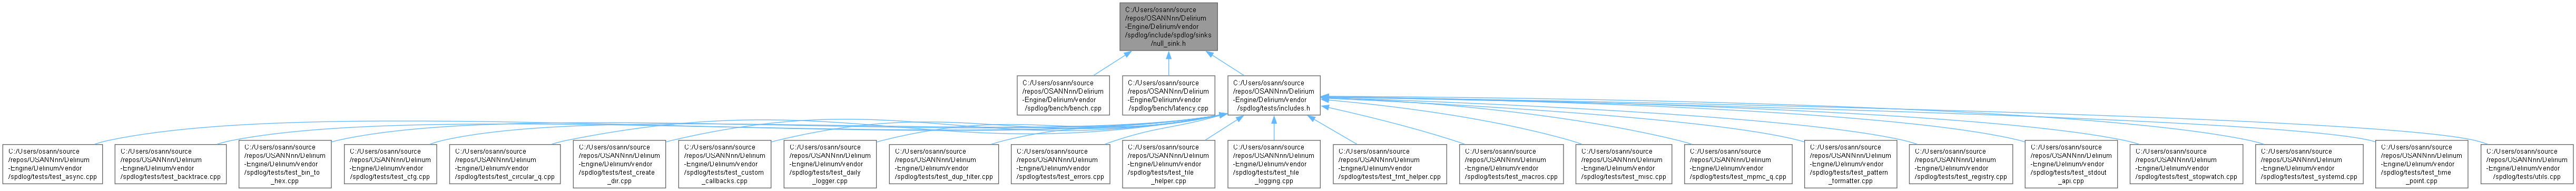 C:/Users/osann/source
/repos/OSANNnn/Delirium
-Engine/Delirium/vendor
/spdlog/include/spdlog/sinks
/null_sink.h
C:/Users/osann/source
/repos/OSANNnn/Delirium
-Engine/Delirium/vendor
/spdlog/bench/bench.cpp
C:/Users/osann/source
/repos/OSANNnn/Delirium
-Engine/Delirium/vendor
/spdlog/bench/latency.cpp
C:/Users/osann/source
/repos/OSANNnn/Delirium
-Engine/Delirium/vendor
/spdlog/tests/includes.h
C:/Users/osann/source
/repos/OSANNnn/Delirium
-Engine/Delirium/vendor
/spdlog/tests/test_async.cpp
C:/Users/osann/source
/repos/OSANNnn/Delirium
-Engine/Delirium/vendor
/spdlog/tests/test_backtrace.cpp
C:/Users/osann/source
/repos/OSANNnn/Delirium
-Engine/Delirium/vendor
/spdlog/tests/test_bin_to
_hex.cpp
C:/Users/osann/source
/repos/OSANNnn/Delirium
-Engine/Delirium/vendor
/spdlog/tests/test_cfg.cpp
C:/Users/osann/source
/repos/OSANNnn/Delirium
-Engine/Delirium/vendor
/spdlog/tests/test_circular_q.cpp
C:/Users/osann/source
/repos/OSANNnn/Delirium
-Engine/Delirium/vendor
/spdlog/tests/test_create
_dir.cpp
C:/Users/osann/source
/repos/OSANNnn/Delirium
-Engine/Delirium/vendor
/spdlog/tests/test_custom
_callbacks.cpp
C:/Users/osann/source
/repos/OSANNnn/Delirium
-Engine/Delirium/vendor
/spdlog/tests/test_daily
_logger.cpp
C:/Users/osann/source
/repos/OSANNnn/Delirium
-Engine/Delirium/vendor
/spdlog/tests/test_dup_filter.cpp
C:/Users/osann/source
/repos/OSANNnn/Delirium
-Engine/Delirium/vendor
/spdlog/tests/test_errors.cpp
C:/Users/osann/source
/repos/OSANNnn/Delirium
-Engine/Delirium/vendor
/spdlog/tests/test_file
_helper.cpp
C:/Users/osann/source
/repos/OSANNnn/Delirium
-Engine/Delirium/vendor
/spdlog/tests/test_file
_logging.cpp
C:/Users/osann/source
/repos/OSANNnn/Delirium
-Engine/Delirium/vendor
/spdlog/tests/test_fmt_helper.cpp
C:/Users/osann/source
/repos/OSANNnn/Delirium
-Engine/Delirium/vendor
/spdlog/tests/test_macros.cpp
C:/Users/osann/source
/repos/OSANNnn/Delirium
-Engine/Delirium/vendor
/spdlog/tests/test_misc.cpp
C:/Users/osann/source
/repos/OSANNnn/Delirium
-Engine/Delirium/vendor
/spdlog/tests/test_mpmc_q.cpp
C:/Users/osann/source
/repos/OSANNnn/Delirium
-Engine/Delirium/vendor
/spdlog/tests/test_pattern
_formatter.cpp
C:/Users/osann/source
/repos/OSANNnn/Delirium
-Engine/Delirium/vendor
/spdlog/tests/test_registry.cpp
C:/Users/osann/source
/repos/OSANNnn/Delirium
-Engine/Delirium/vendor
/spdlog/tests/test_stdout
_api.cpp
C:/Users/osann/source
/repos/OSANNnn/Delirium
-Engine/Delirium/vendor
/spdlog/tests/test_stopwatch.cpp
C:/Users/osann/source
/repos/OSANNnn/Delirium
-Engine/Delirium/vendor
/spdlog/tests/test_systemd.cpp
C:/Users/osann/source
/repos/OSANNnn/Delirium
-Engine/Delirium/vendor
/spdlog/tests/test_time
_point.cpp
C:/Users/osann/source
/repos/OSANNnn/Delirium
-Engine/Delirium/vendor
/spdlog/tests/utils.cpp